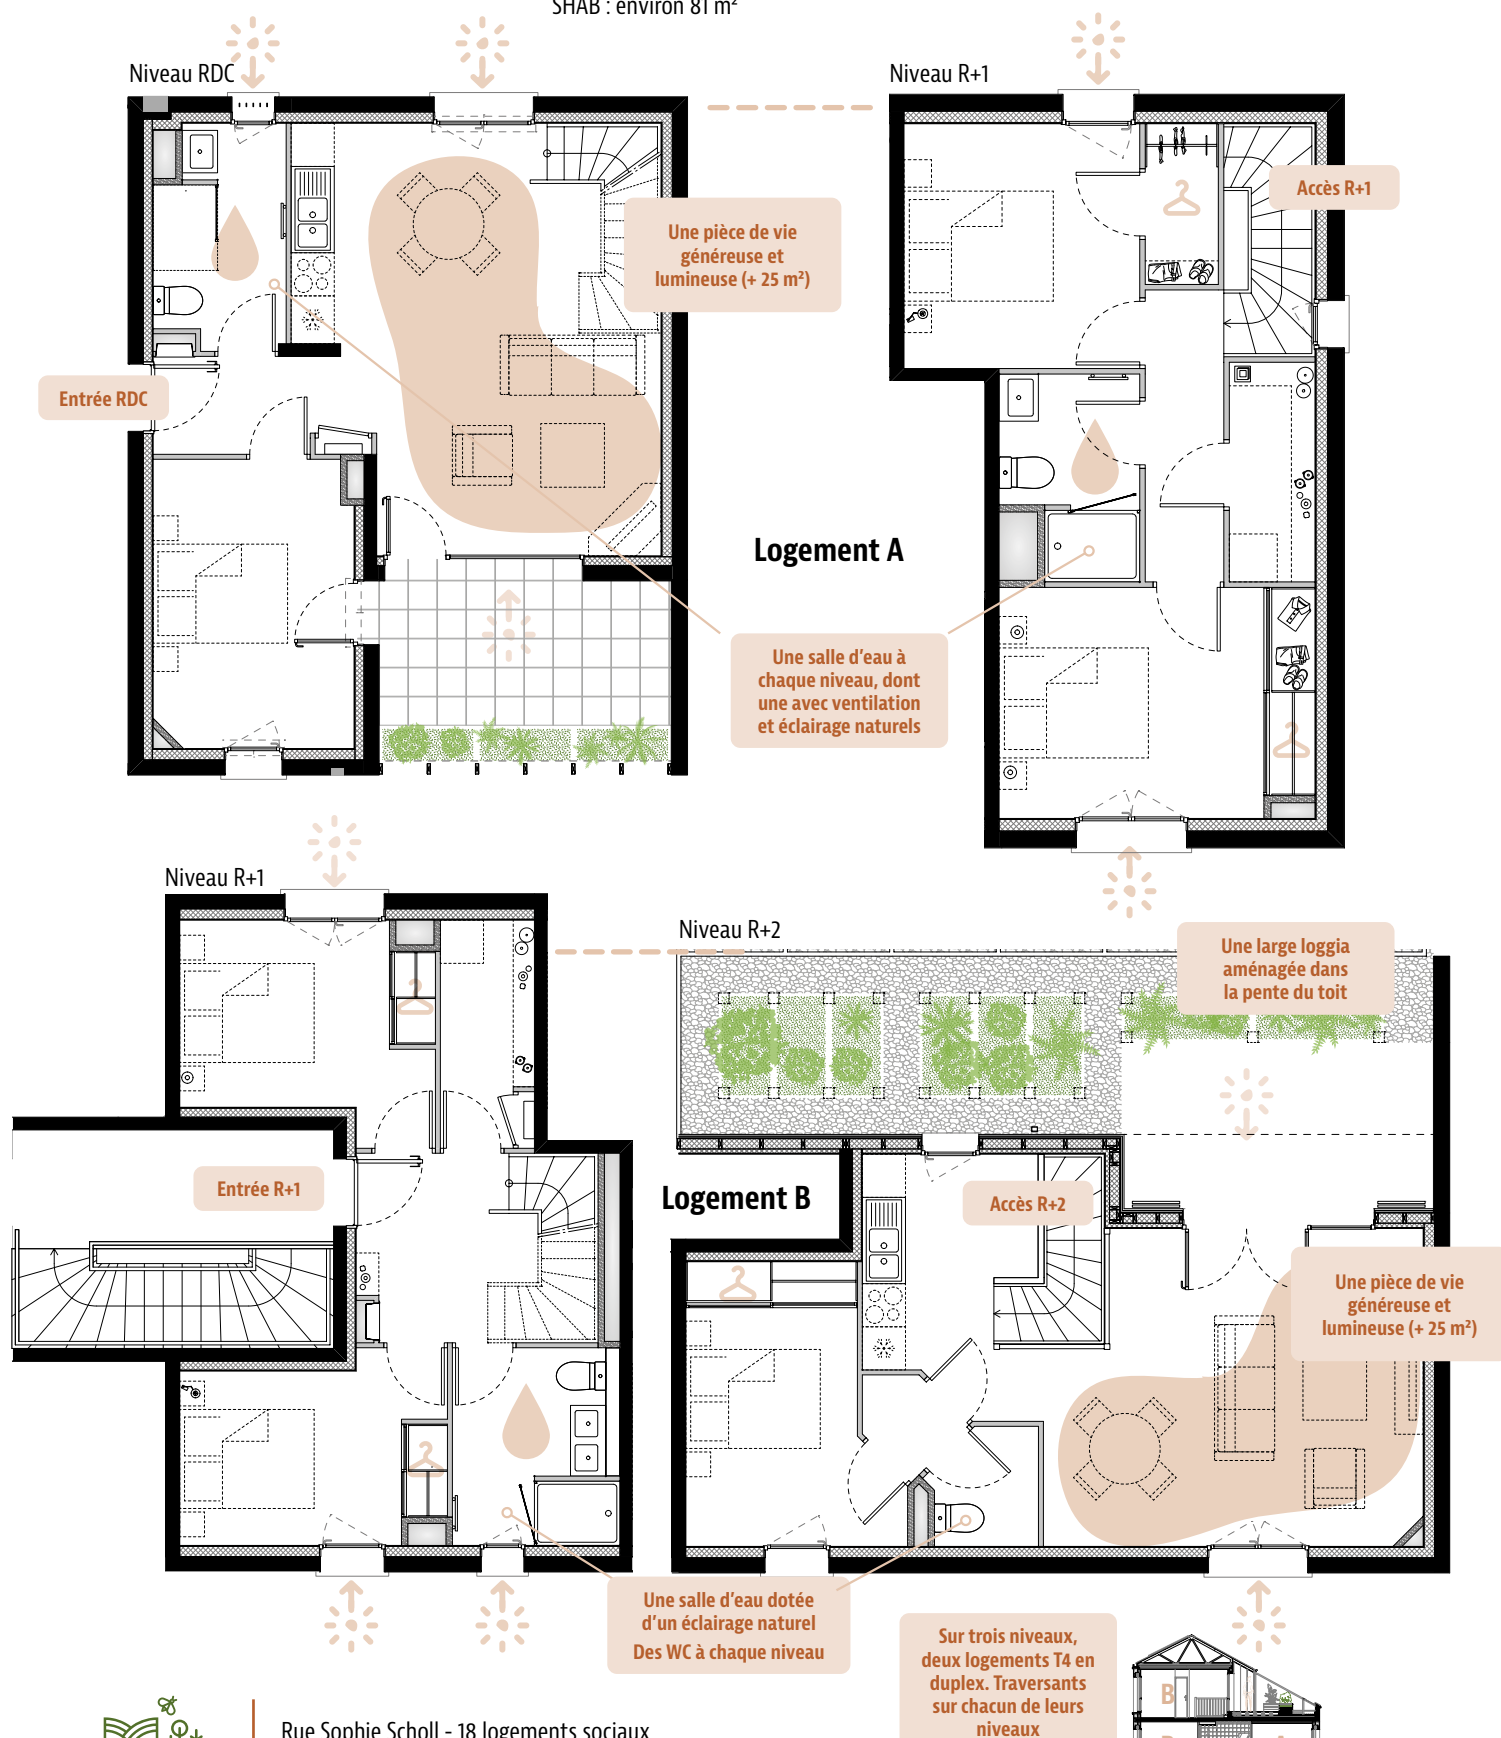 SHAB : environ 81 m²
Niveau RDC
Niveau R+1
Accès R+1
Une pièce de vie
généreuse et
lumineuse (+ 25 m²)
Entrée RDC
Logement A
Une salle d'eau à
chaque niveau, dont
une avec ventilation
et éclairage naturels
Niveau R+1
Niveau R+2
Une large loggia
aménagée dans
la pente du toit
Entrée R+1
Logement B
Accès R+2
Une pièce de vie
généreuse et
lumineuse (+ 25 m²)
Une salle d'eau dotée
d'un éclairage naturel
Des WC à chaque niveau
Sur trois niveaux,
deux logements T4 en
duplex. Traversants
sur chacun de leurs
niveaux
B
Rue Sophie Scholl - 18 logements sociaux